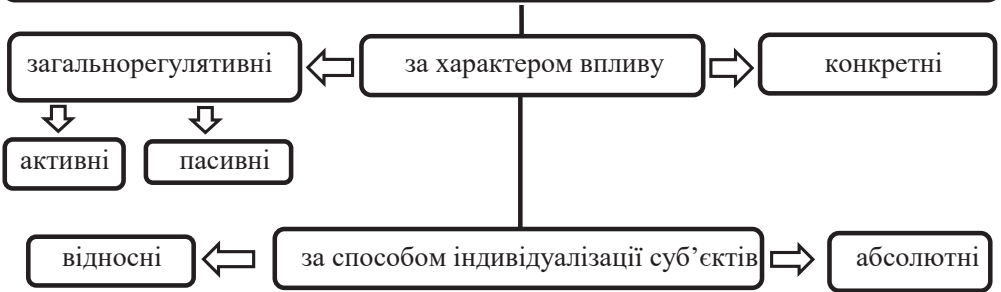 загальнорегулятивні
за характером впливу
конкретні
активні
пасивні
відносні
за способом індивідуалізації суб’єктів
абсолютні